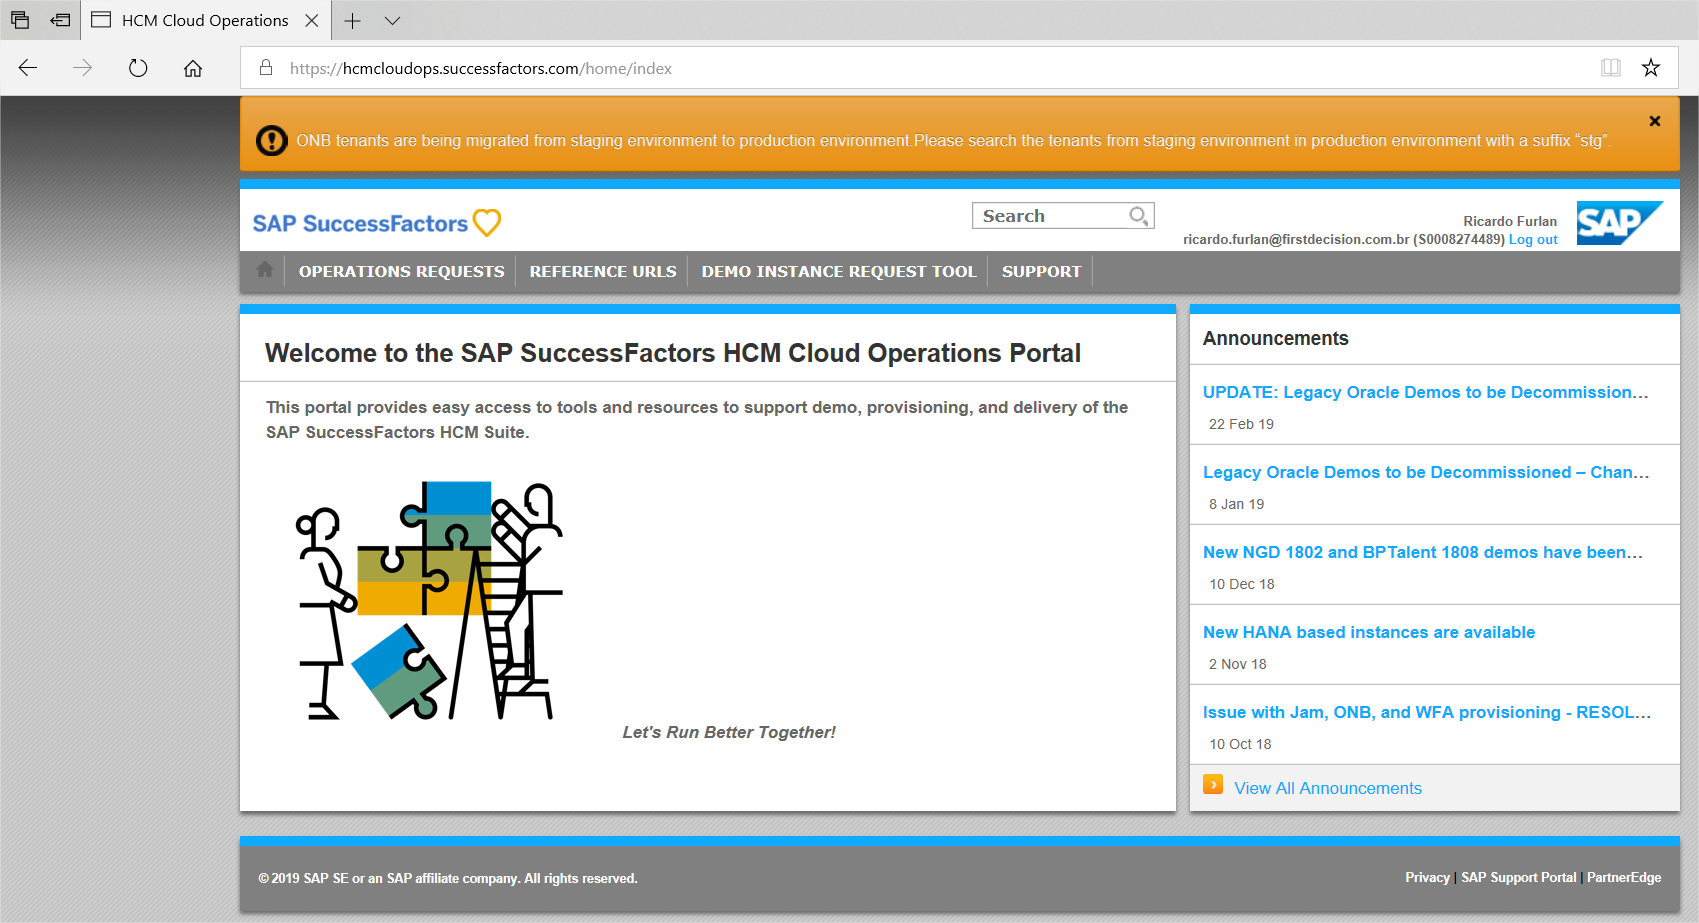 HCM Cloud Operations
https://hcmcloudops.successfactors.com/home/index
ONB tenants are being migrated from staging environment to production environment.Please search the tenants from staging environment in production environment with a suffix “stg”.
SAP SuccessFactors
Search
Ricardo Furlan
ricardo.furlan@firstdecision.com.br (S0008274489) Log out
SAP
OPERATIONS REQUESTS
REFERENCE URLS
DEMO INSTANCE REQUEST TOOL
SUPPORT
Welcome to the SAP SuccessFactors HCM Cloud Operations Portal
This portal provides easy access to tools and resources to support demo, provisioning, and delivery of the
SAP SuccessFactors HCM Suite.
Let's Run Better Together!
Announcements
UPDATE: Legacy Oracle Demos to be Decommission...
22 Feb 19
Legacy Oracle Demos to be Decommissioned – Chan...
8 Jan 19
New NGD 1802 and BPTalent 1808 demos have been...
10 Dec 18
New HANA based instances are available
2 Nov 18
Issue with Jam, ONB, and WFA provisioning - RESOL...
10 Oct 18
View All Announcements
© 2019 SAP SE or an SAP affiliate company. All rights reserved.
Privacy | SAP Support Portal | PartnerEdge